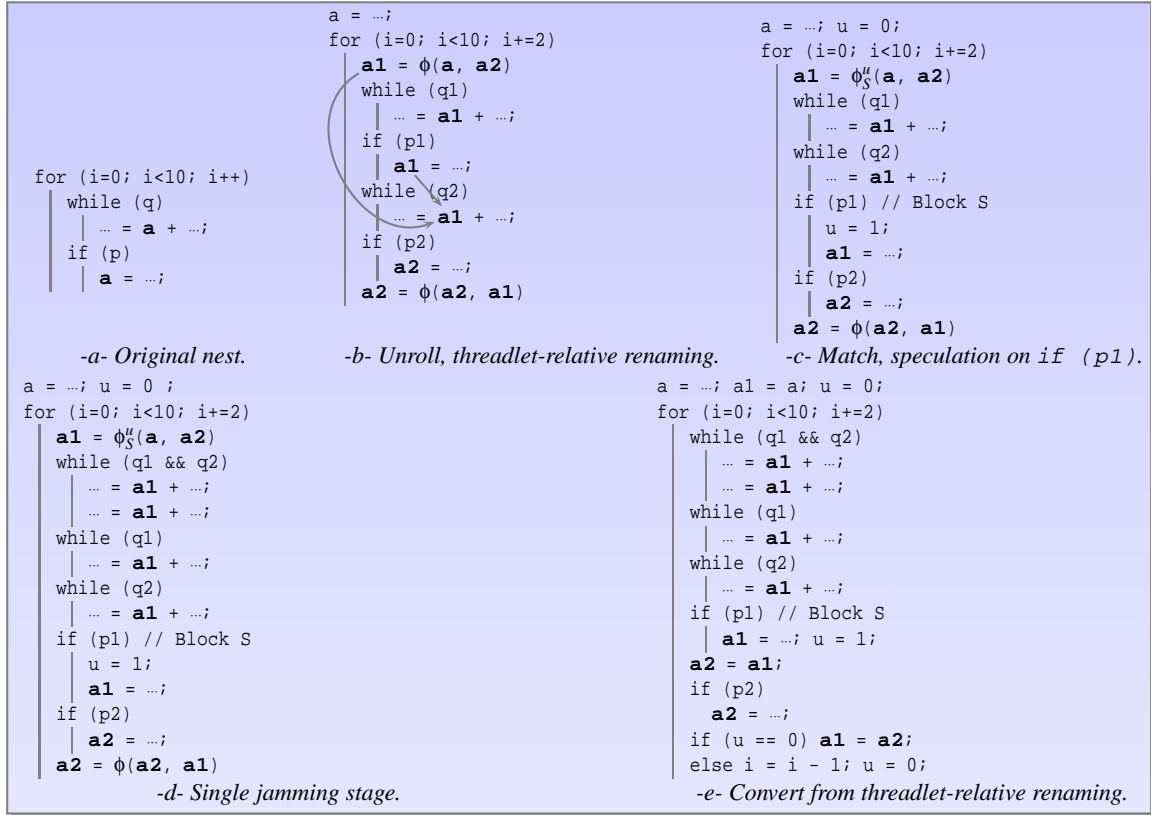 for (i=0; i<10; i++)
while (q)
… = a + …;
if (p)
a = …;
-a- Original nest.
a = …;
for (i=0; i<10; i+=2)
a1 = ϕ(a, a2)
while (q1)
… = a1 + …;
if (p1)
a1 = …;
while (q2)
… = a1 + …;
if (p2)
a2 = …;
a2 = ϕ(a2, a1)
-b- Unroll, threadlet-relative renaming.
a = …; u = 0;
for (i=0; i<10; i+=2)
a1 = ϕᵘ_S(a, a2)
while (q1)
… = a1 + …;
while (q2)
… = a1 + …;
if (p1) // Block S
u = 1;
a1 = …;
if (p2)
a2 = …;
a2 = ϕ(a2, a1)
-c- Match, speculation on if (p1).
a = …; u = 0 ;
for (i=0; i<10; i+=2)
a1 = ϕᵘ_S(a, a2)
while (q1 && q2)
… = a1 + …;
… = a1 + …;
while (q1)
… = a1 + …;
while (q2)
… = a1 + …;
if (p1) // Block S
u = 1;
a1 = …;
if (p2)
a2 = …;
a2 = ϕ(a2, a1)
-d- Single jamming stage.
a = …; a1 = a; u = 0;
for (i=0; i<10; i+=2)
while (q1 && q2)
… = a1 + …;
… = a1 + …;
while (q1)
… = a1 + …;
while (q2)
… = a1 + …;
if (p1) // Block S
a1 = …; u = 1;
a2 = a1;
if (p2)
a2 = …;
if (u == 0) a1 = a2;
else i = i - 1; u = 0;
-e- Convert from threadlet-relative renaming.